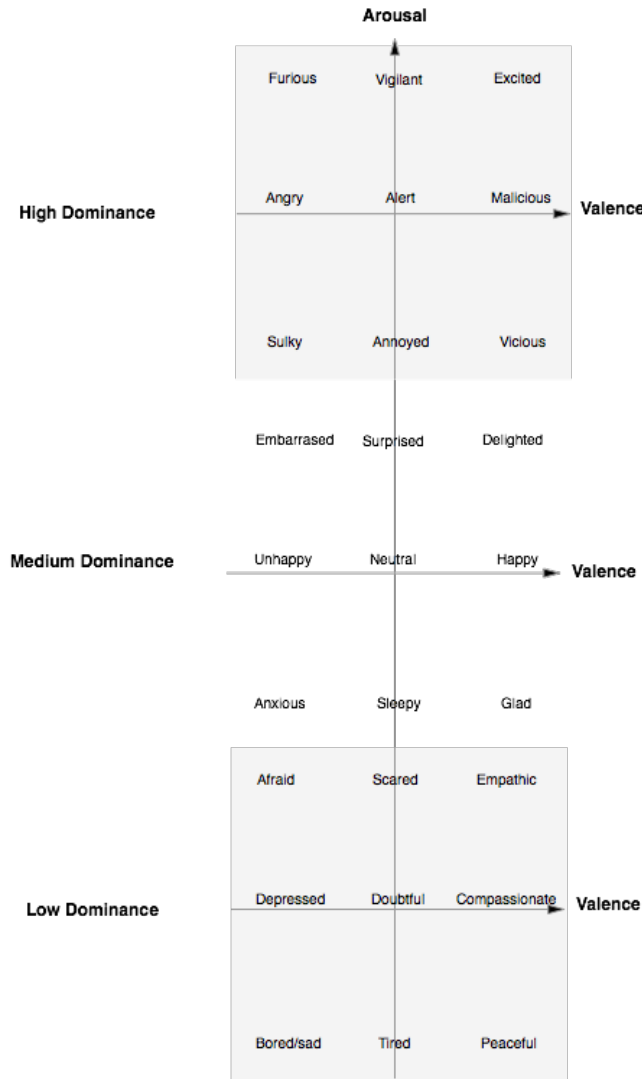 Arousal
Furious Vigilant Excited
Angry Alert Malicious
High Dominance Valence
Sulky Annoyed Vicious
Embarrased Surprised Delighted
Unhappy Neutral Happy
Medium Dominance Valence
Anxious Sleepy Glad
Afraid Scared Empathic
Depressed Doubtful Compassionate
Low Dominance Valence
Bored/sad Tired Peaceful